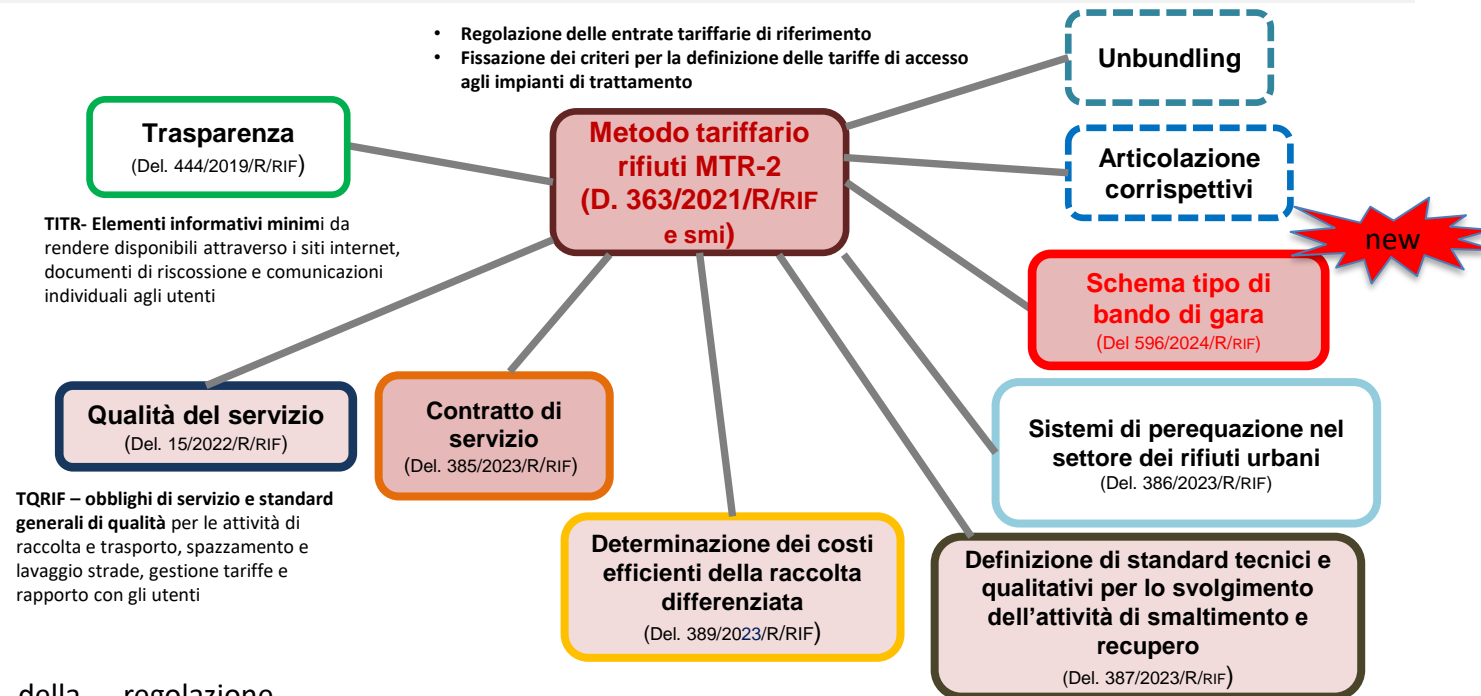 • Regolazione delle entrate tariffarie di riferimento
• Fissazione dei criteri per la definizione delle tariffe di accesso
agli impianti di trattamento
Unbundling
Trasparenza
(Del. 444/2019/R/RIF)
Metodo tariffario
rifiuti MTR-2
(D. 363/2021/R/RIF
e smi)
Articolazione
corrispettivi
TITR- Elementi informativi minimi da
rendere disponibili attraverso i siti internet,
documenti di riscossione e comunicazioni
individuali agli utenti
new
Schema tipo di
bando di gara
(Del 596/2024/R/RIF)
Qualità del servizio
(Del. 15/2022/R/RIF)
Contratto di
servizio
(Del. 385/2023/R/RIF)
Sistemi di perequazione nel
settore dei rifiuti urbani
(Del. 386/2023/R/RIF)
TQRIF – obblighi di servizio e standard
generali di qualità per le attività di
raccolta e trasporto, spazzamento e
lavaggio strade, gestione tariffe e
rapporto con gli utenti
Determinazione dei costi
efficienti della raccolta
differenziata
(Del. 389/2023/R/RIF)
Definizione di standard tecnici e
qualitativi per lo svolgimento
dell'attività di smaltimento e
recupero
(Del. 387/2023/R/RIF)
della regolazione